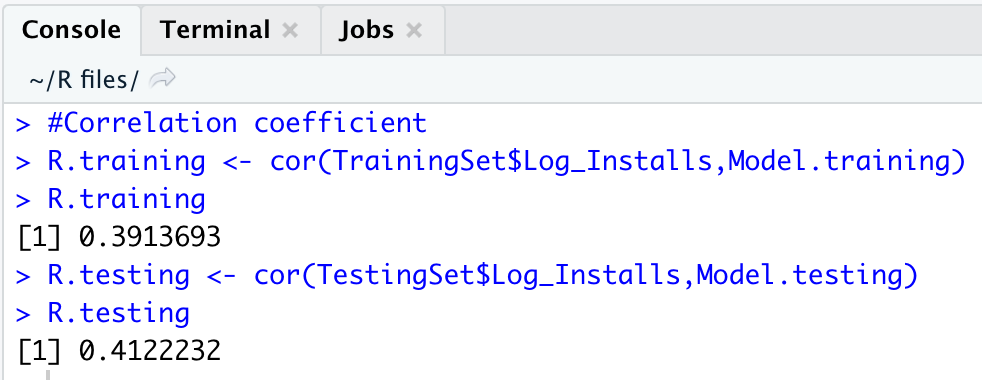 Console Terminal Jobs
~/R files/
> #Correlation coefficient
> R.training <- cor(TrainingSet$Log_Installs,Model.training)
> R.training
[1] 0.3913693
> R.testing <- cor(TestingSet$Log_Installs,Model.testing)
> R.testing
[1] 0.4122232